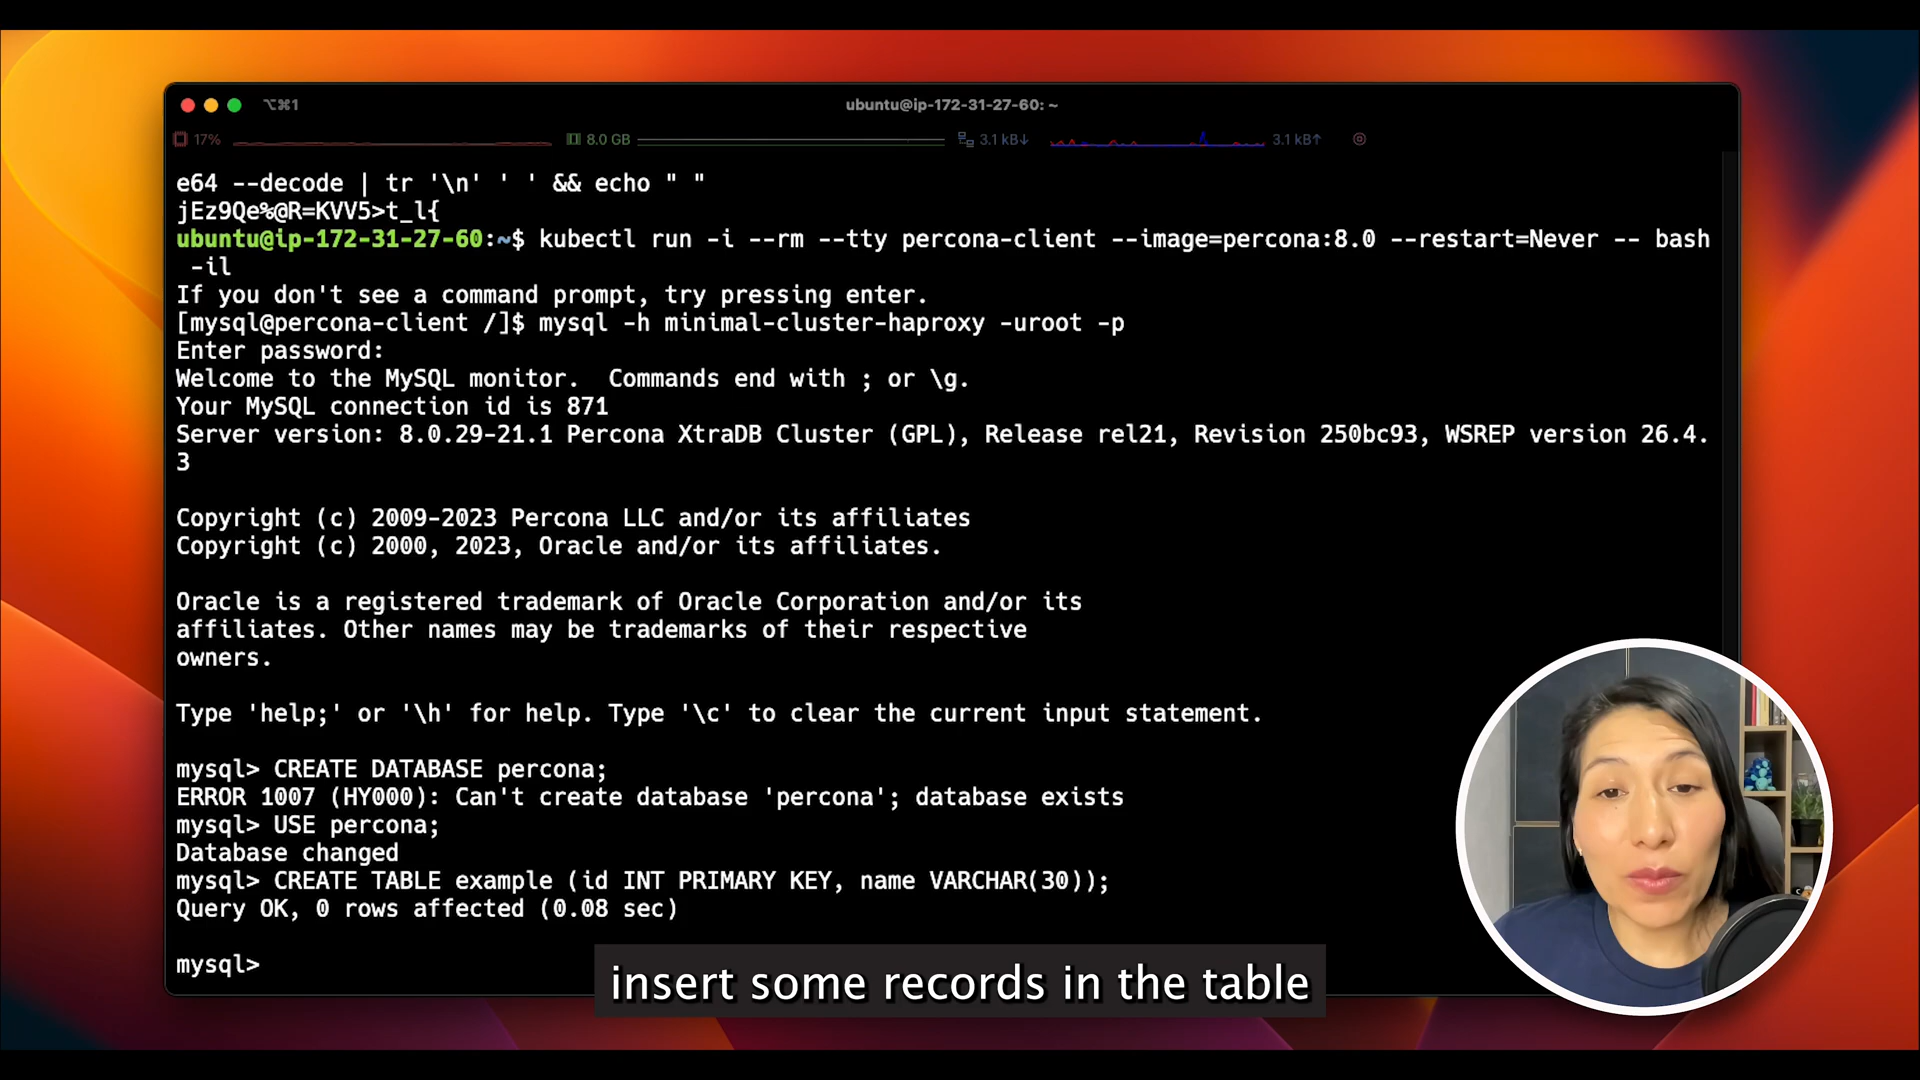 ⌥⌘1
ubuntu@ip-172-31-27-60: ~
17%
8.0 GB
3.1 kB↓
3.1 kB↑
e64 --decode | tr '\n' ' ' && echo " "
jEz9Qe%@R=KVV5>t_l{
ubuntu@ip-172-31-27-60:~$ kubectl run -i --rm --tty percona-client --image=percona:8.0 --restart=Never -- bash
-il
If you don't see a command prompt, try pressing enter.
[mysql@percona-client /]$ mysql -h minimal-cluster-haproxy -uroot -p
Enter password:
Welcome to the MySQL monitor.  Commands end with ; or \g.
Your MySQL connection id is 871
Server version: 8.0.29-21.1 Percona XtraDB Cluster (GPL), Release rel21, Revision 250bc93, WSREP version 26.4.
3
Copyright (c) 2009-2023 Percona LLC and/or its affiliates
Copyright (c) 2000, 2023, Oracle and/or its affiliates.
Oracle is a registered trademark of Oracle Corporation and/or its
affiliates. Other names may be trademarks of their respective
owners.
Type 'help;' or '\h' for help. Type '\c' to clear the current input statement.
mysql> CREATE DATABASE percona;
ERROR 1007 (HY000): Can't create database 'percona'; database exists
mysql> USE percona;
Database changed
mysql> CREATE TABLE example (id INT PRIMARY KEY, name VARCHAR(30));
Query OK, 0 rows affected (0.08 sec)
mysql>
insert some records in the table